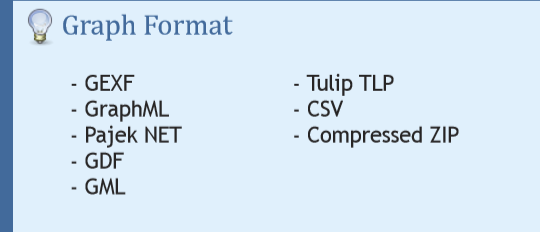 Graph Format
- GEXF
- GraphML
- Pajek NET
- GDF
- GML
- Tulip TLP
- CSV
- Compressed ZIP